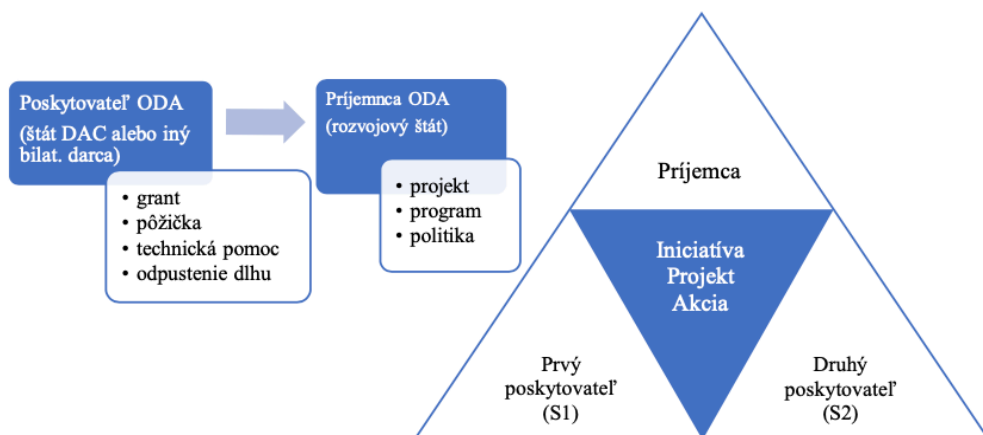 Poskytovateľ ODA
(štát DAC alebo iný
bilat. darca)
• grant
• pôžička
• technická pomoc
• odpustenie dlhu
Príjemnca ODA
(rozvojový štát)
• projekt
• program
• politika
Príjemca
Iniciatíva
Projekt
Akcia
Prvý
poskytovateľ
(S1)
Druhý
poskytovateľ
(S2)